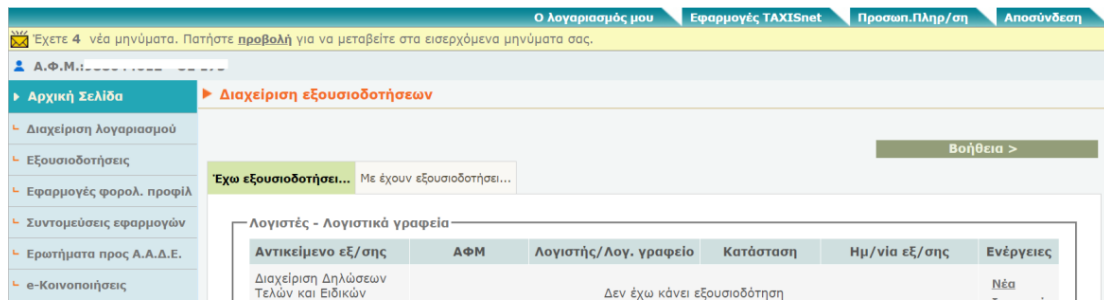 Ο λογαριασμός μου Εφαρμογές TAXISnet Προσωπ.Πληρ/ση Αποσύνδεση
Έχετε 4 νέα μηνύματα. Πατήστε προβολή για να μεταβείτε στα εισερχόμενα μηνύματα σας.
Α.Φ.Μ.:
Αρχική Σελίδα
Διαχείριση εξουσιοδοτήσεων
Διαχείριση λογαριασμού
Βοήθεια >
Εξουσιοδοτήσεις
Έχω εξουσιοδοτήσει... Με έχουν εξουσιοδοτήσει...
Εφαρμογές φορολ. προφίλ
Συντομεύσεις εφαρμογών
Λογιστές - Λογιστικά γραφεία
Ερωτήματα προς Α.Α.Δ.Ε.
Αντικείμενο εξ/σης ΑΦΜ Λογιστής/Λογ. γραφείο Κατάσταση Ημ/νία εξ/σης Ενέργειες
e-Κοινοποιήσεις
Διαχείριση Δηλώσεων
Τελών και Ειδικών
Δεν έχω κάνει εξουσιοδότηση
Νέα